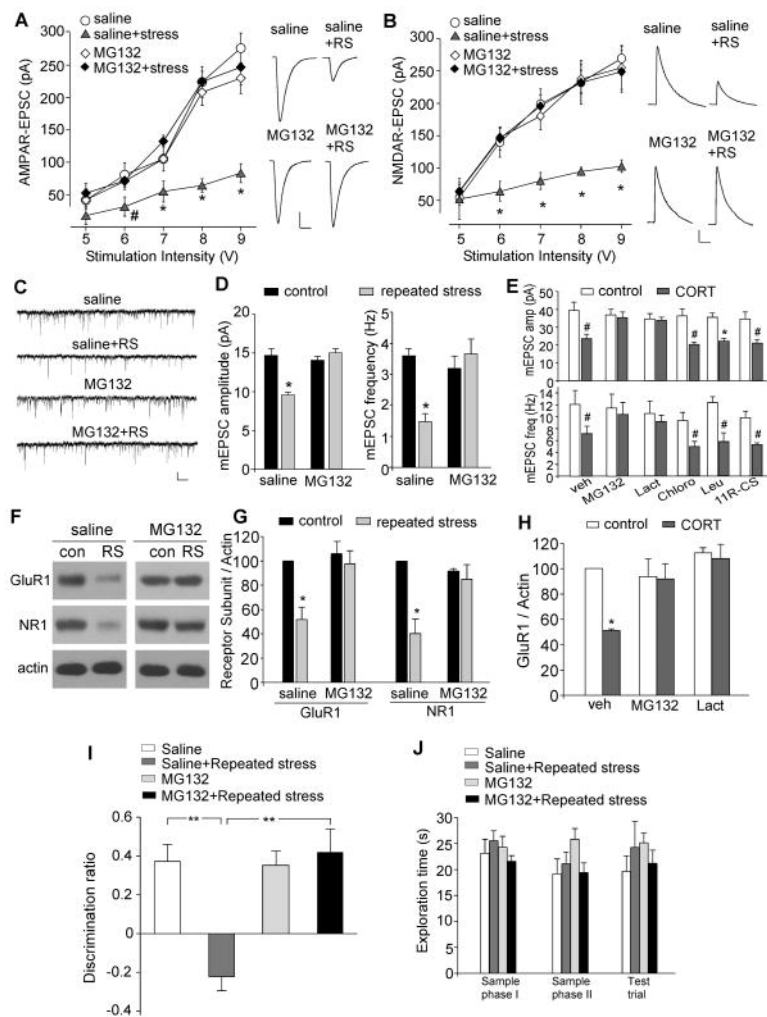 A
saline
saline+stress
MG132
MG132+stress
AMPAR-EPSC (pA)
300
250
200
150
100
50
#
*
*
*
5 6 7 8 9
Stimulation Intensity (V)
saline
saline
+RS
MG132
MG132
+RS
B
saline
saline+stress
MG132
MG132+stress
NMDAR-EPSC (pA)
300
250
200
150
100
50
*
*
*
*
5 6 7 8 9
Stimulation Intensity (V)
saline
saline
+RS
MG132
MG132
+RS
C
saline
saline+RS
MG132
MG132+RS
D
control
repeated stress
mEPSC amplitude (pA)
20
15
10
5
0
*
saline MG132
mEPSC frequency (Hz)
5
4
3
2
1
0
*
saline MG132
E
control
CORT
mEPSC amp (pA)
50
40
30
20
10
0
#
#
*
#
mEPSC freq (Hz)
14
12
10
8
6
4
2
0
#
#
#
#
veh
MG132
Lact
Chloro
Leu
11R-CS
F
saline MG132
con RS con RS
GluR1
NR1
actin
G
control
repeated stress
Receptor Subunit / Actin
120
100
80
60
40
20
0
*
*
saline MG132 saline MG132
GluR1 NR1
H
control
CORT
GluR1 / Actin
120
100
80
60
40
20
0
*
veh MG132 Lact
I
Saline
Saline+Repeated stress
MG132
MG132+Repeated stress
Discrimination ratio
0.6
0.4
0.2
0
-0.2
-0.4
** **
J
Saline
Saline+Repeated stress
MG132
MG132+Repeated stress
Exploration time (s)
30
25
20
15
10
5
0
Sample
phase I
Sample
phase II
Test
trial